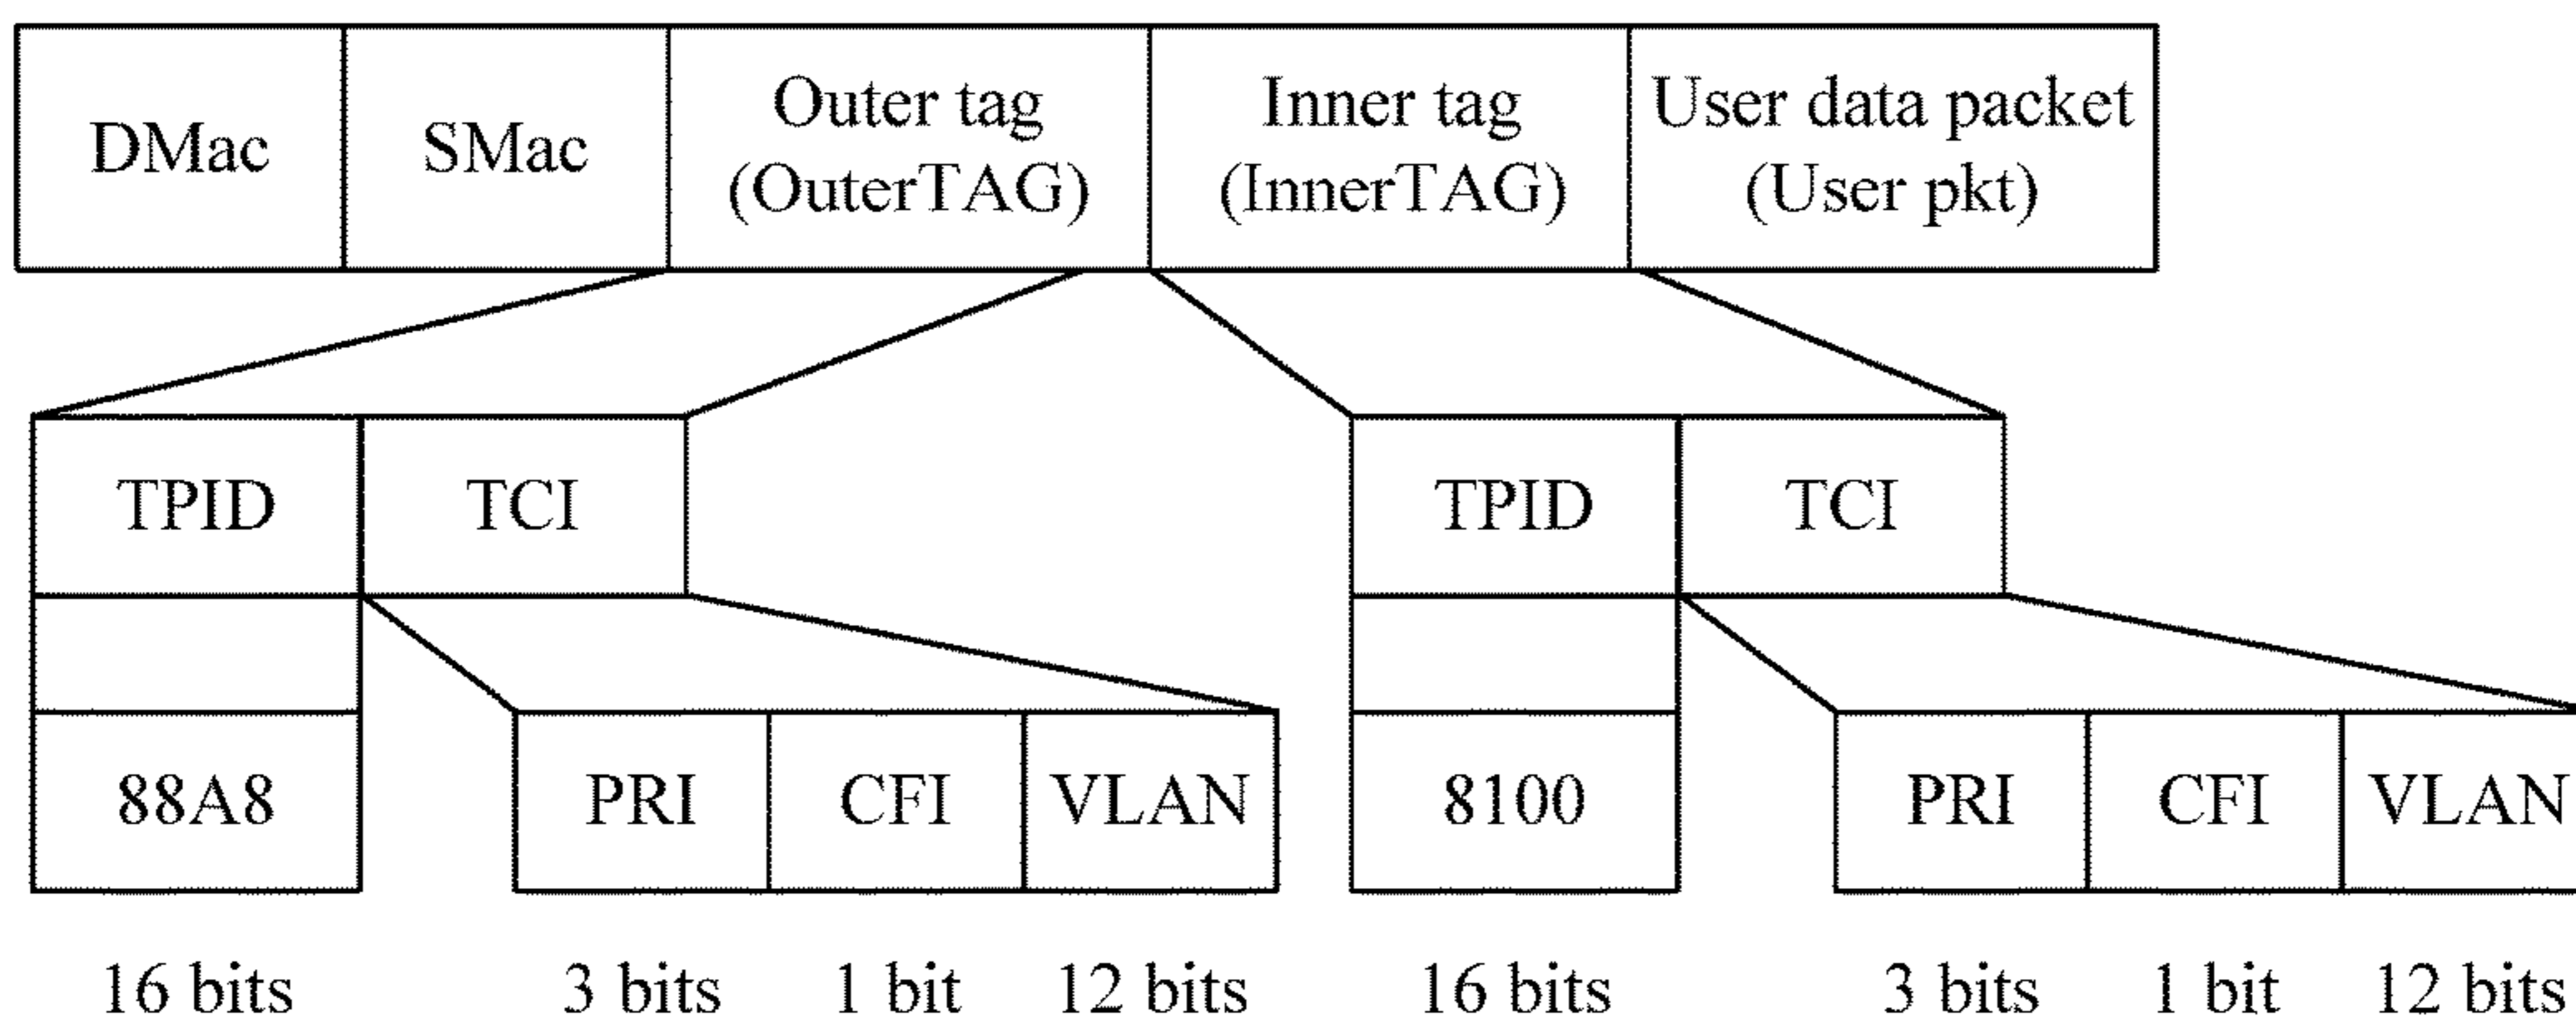 DMac
SMac
Outer tag
(OuterTAG)
Inner tag
(InnerTAG)
User data packet
(User pkt)
TPID
TCI
TPID
TCI
88A8
PRI
CFI
VLAN
8100
PRI
CFI
VLAN
16 bits
3 bits
1 bit
12 bits
16 bits
3 bits
1 bit
12 bits